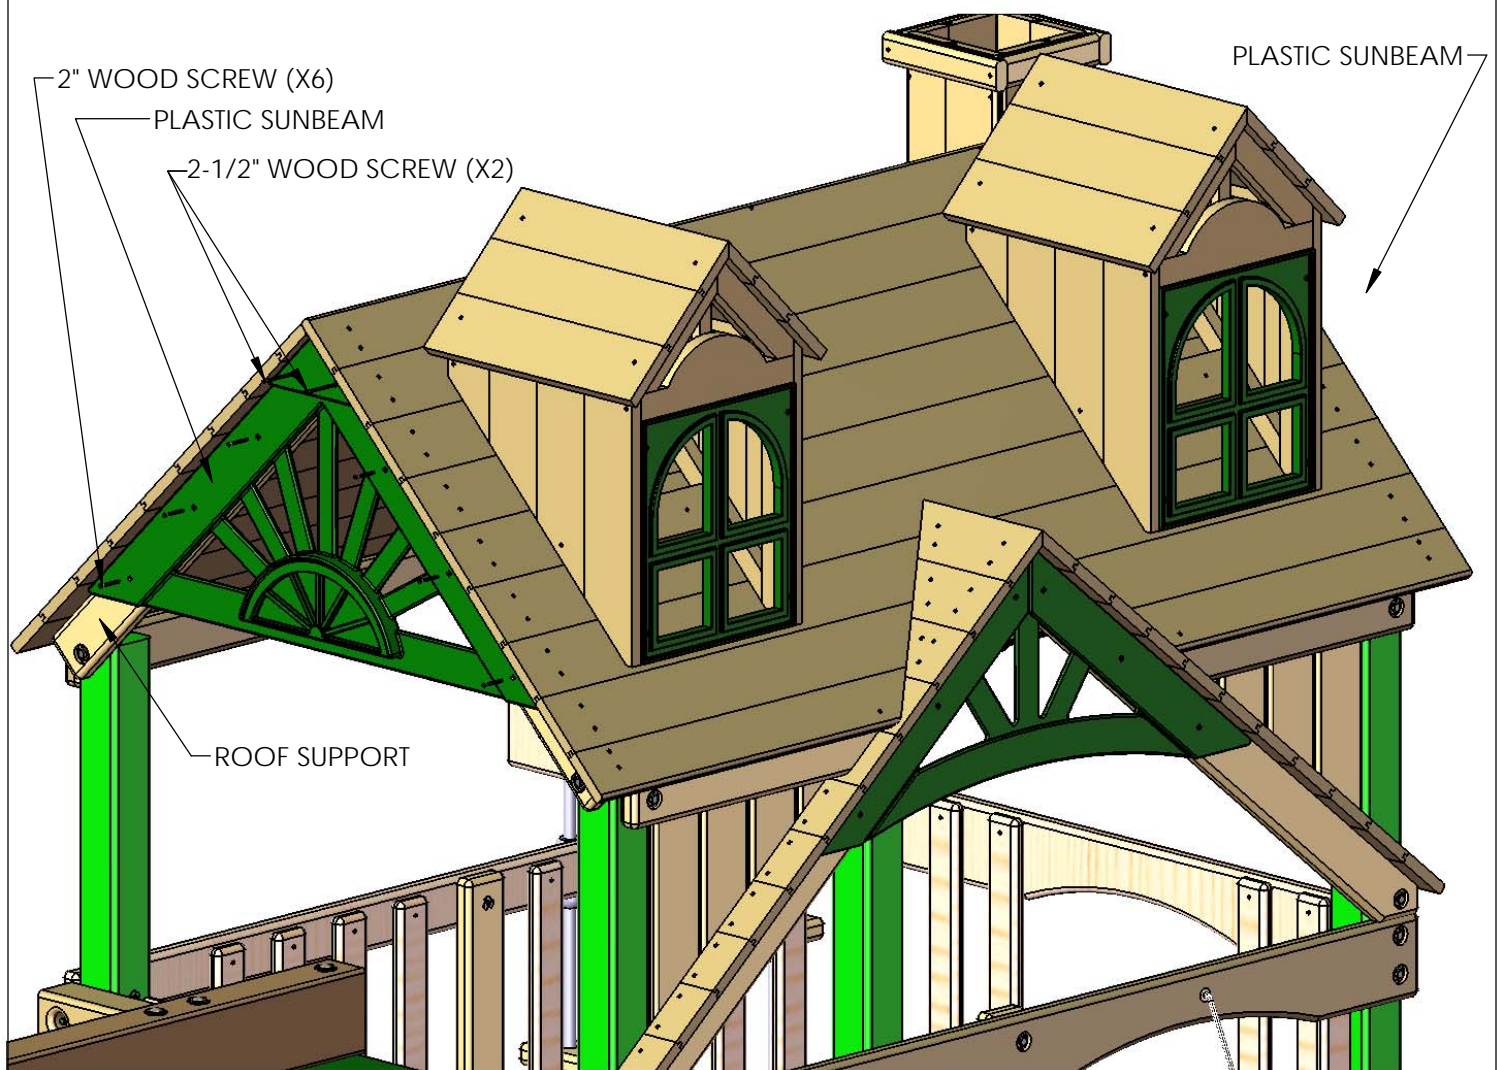 2" WOOD SCREW (X6)
PLASTIC SUNBEAM
2-1/2" WOOD SCREW (X2)
PLASTIC SUNBEAM
ROOF SUPPORT